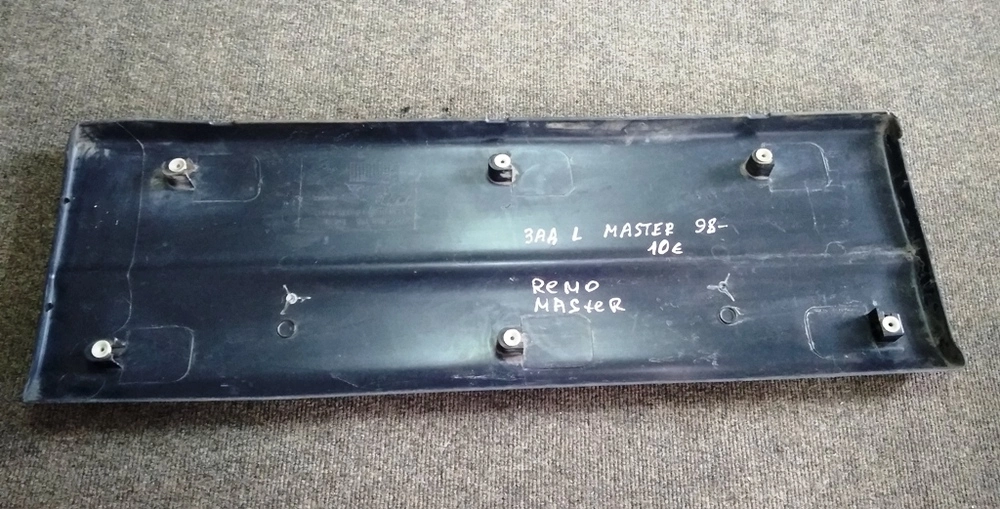 ЗАД L MASTER 98-
10€
RENO
MASteR